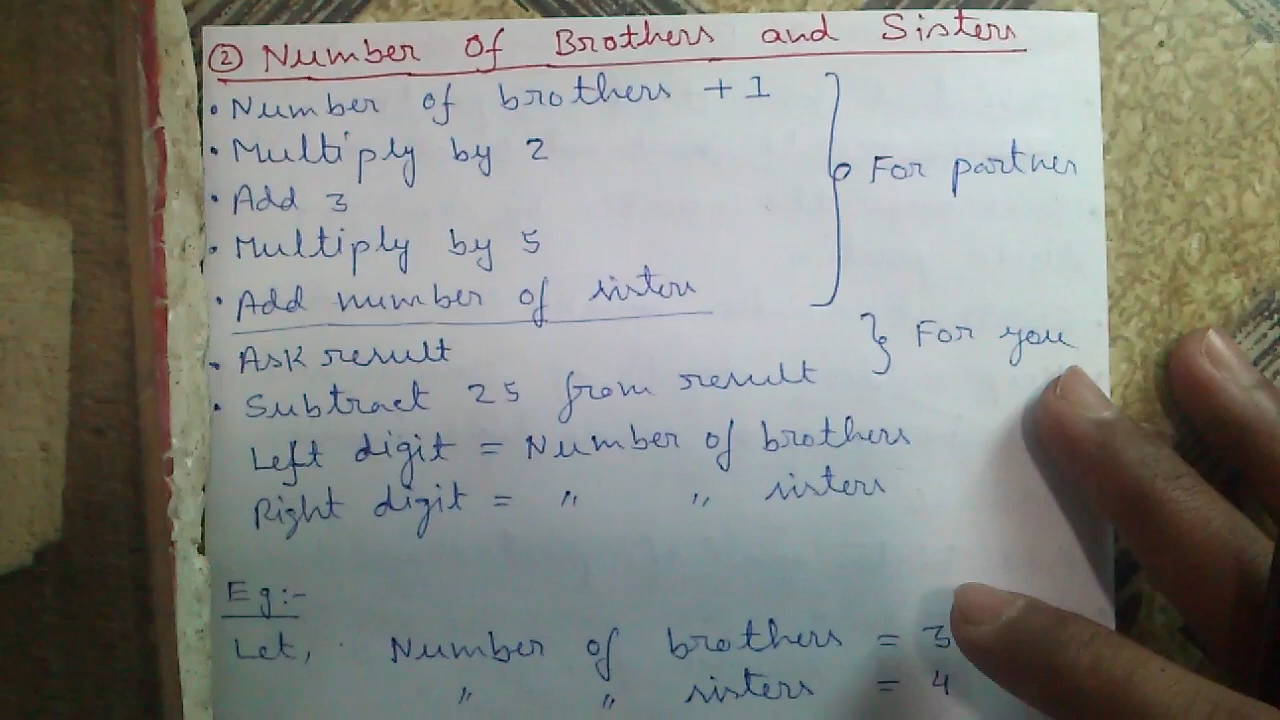 ② Number Of Brothers and Sisters
• Number of brothers + 1
• Multiply by 2
• Add 3
• Multiply by 5
• Add number of sisters
} For partner
• Ask result
• Subtract 25 from result
} For you
Left digit = Number of brothers
Right digit = " " sisters
Eg:-
Let, Number of brothers = 3
" " sisters = 4